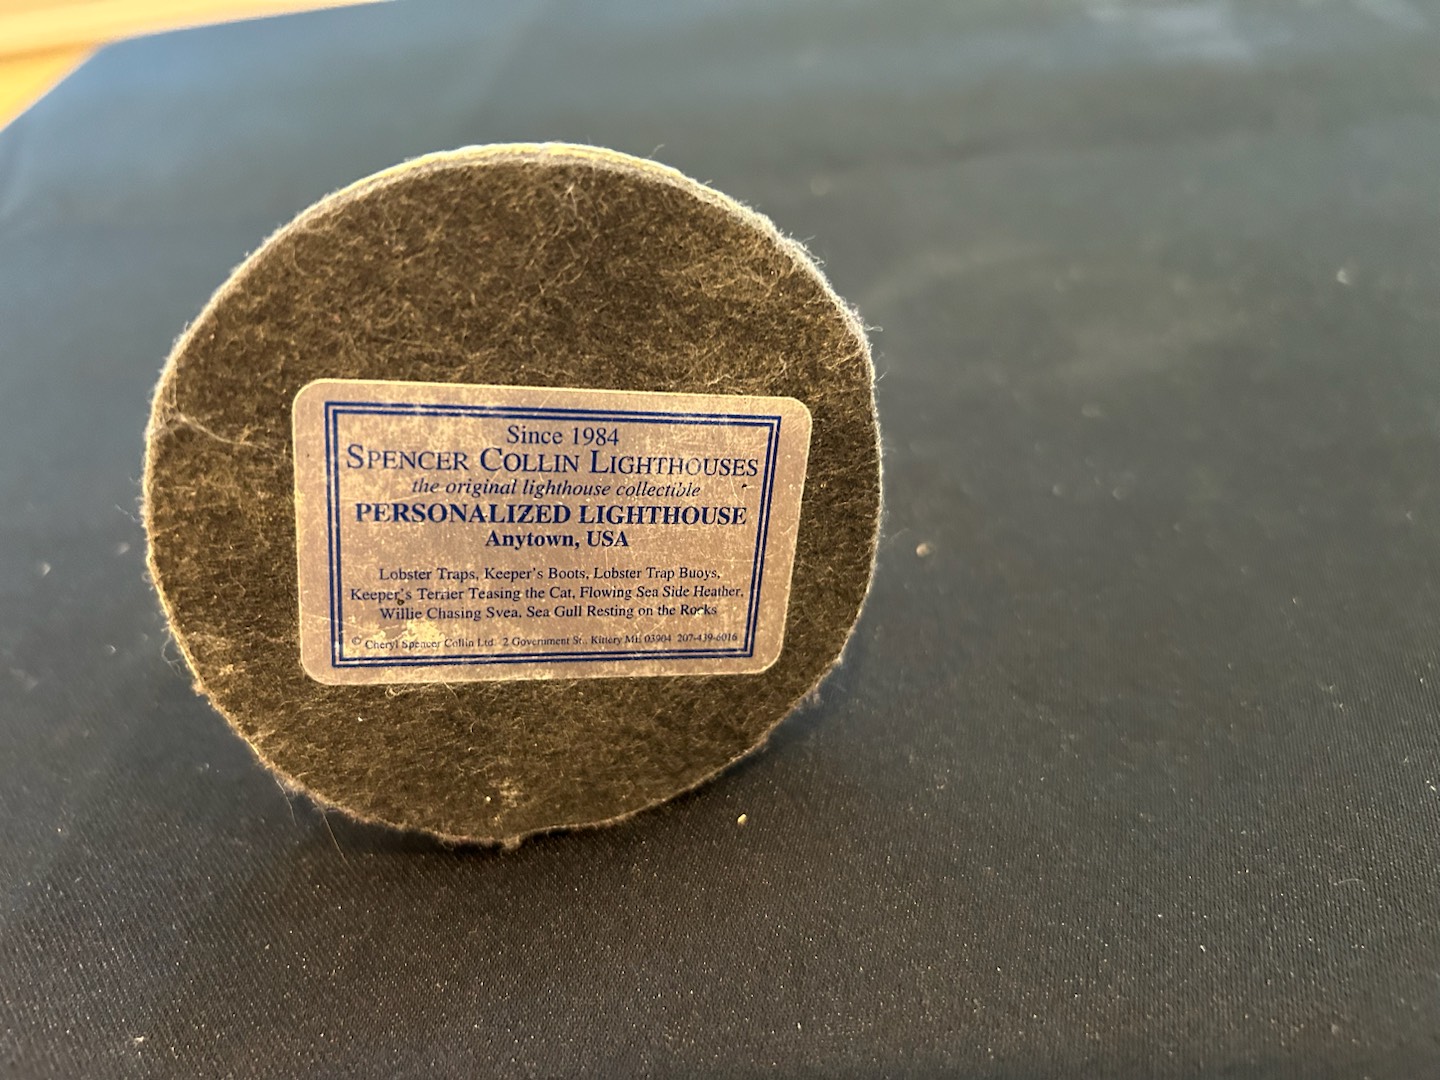 Since 1984
SPENCER COLLIN LIGHTHOUSES
the original lighthouse collectible
PERSONALIZED LIGHTHOUSE
Anytown, USA
Lobster Traps, Keeper's Boots, Lobster Trap Buoys,
Keeper's Terrier Teasing the Cat, Flowing Sea Side Heather,
Willie Chasing Svea, Sea Gull Resting on the Rocks
© Cheryl Spencer Collin Ltd. 2 Government St., Kittery ME 03904 207-439-6016